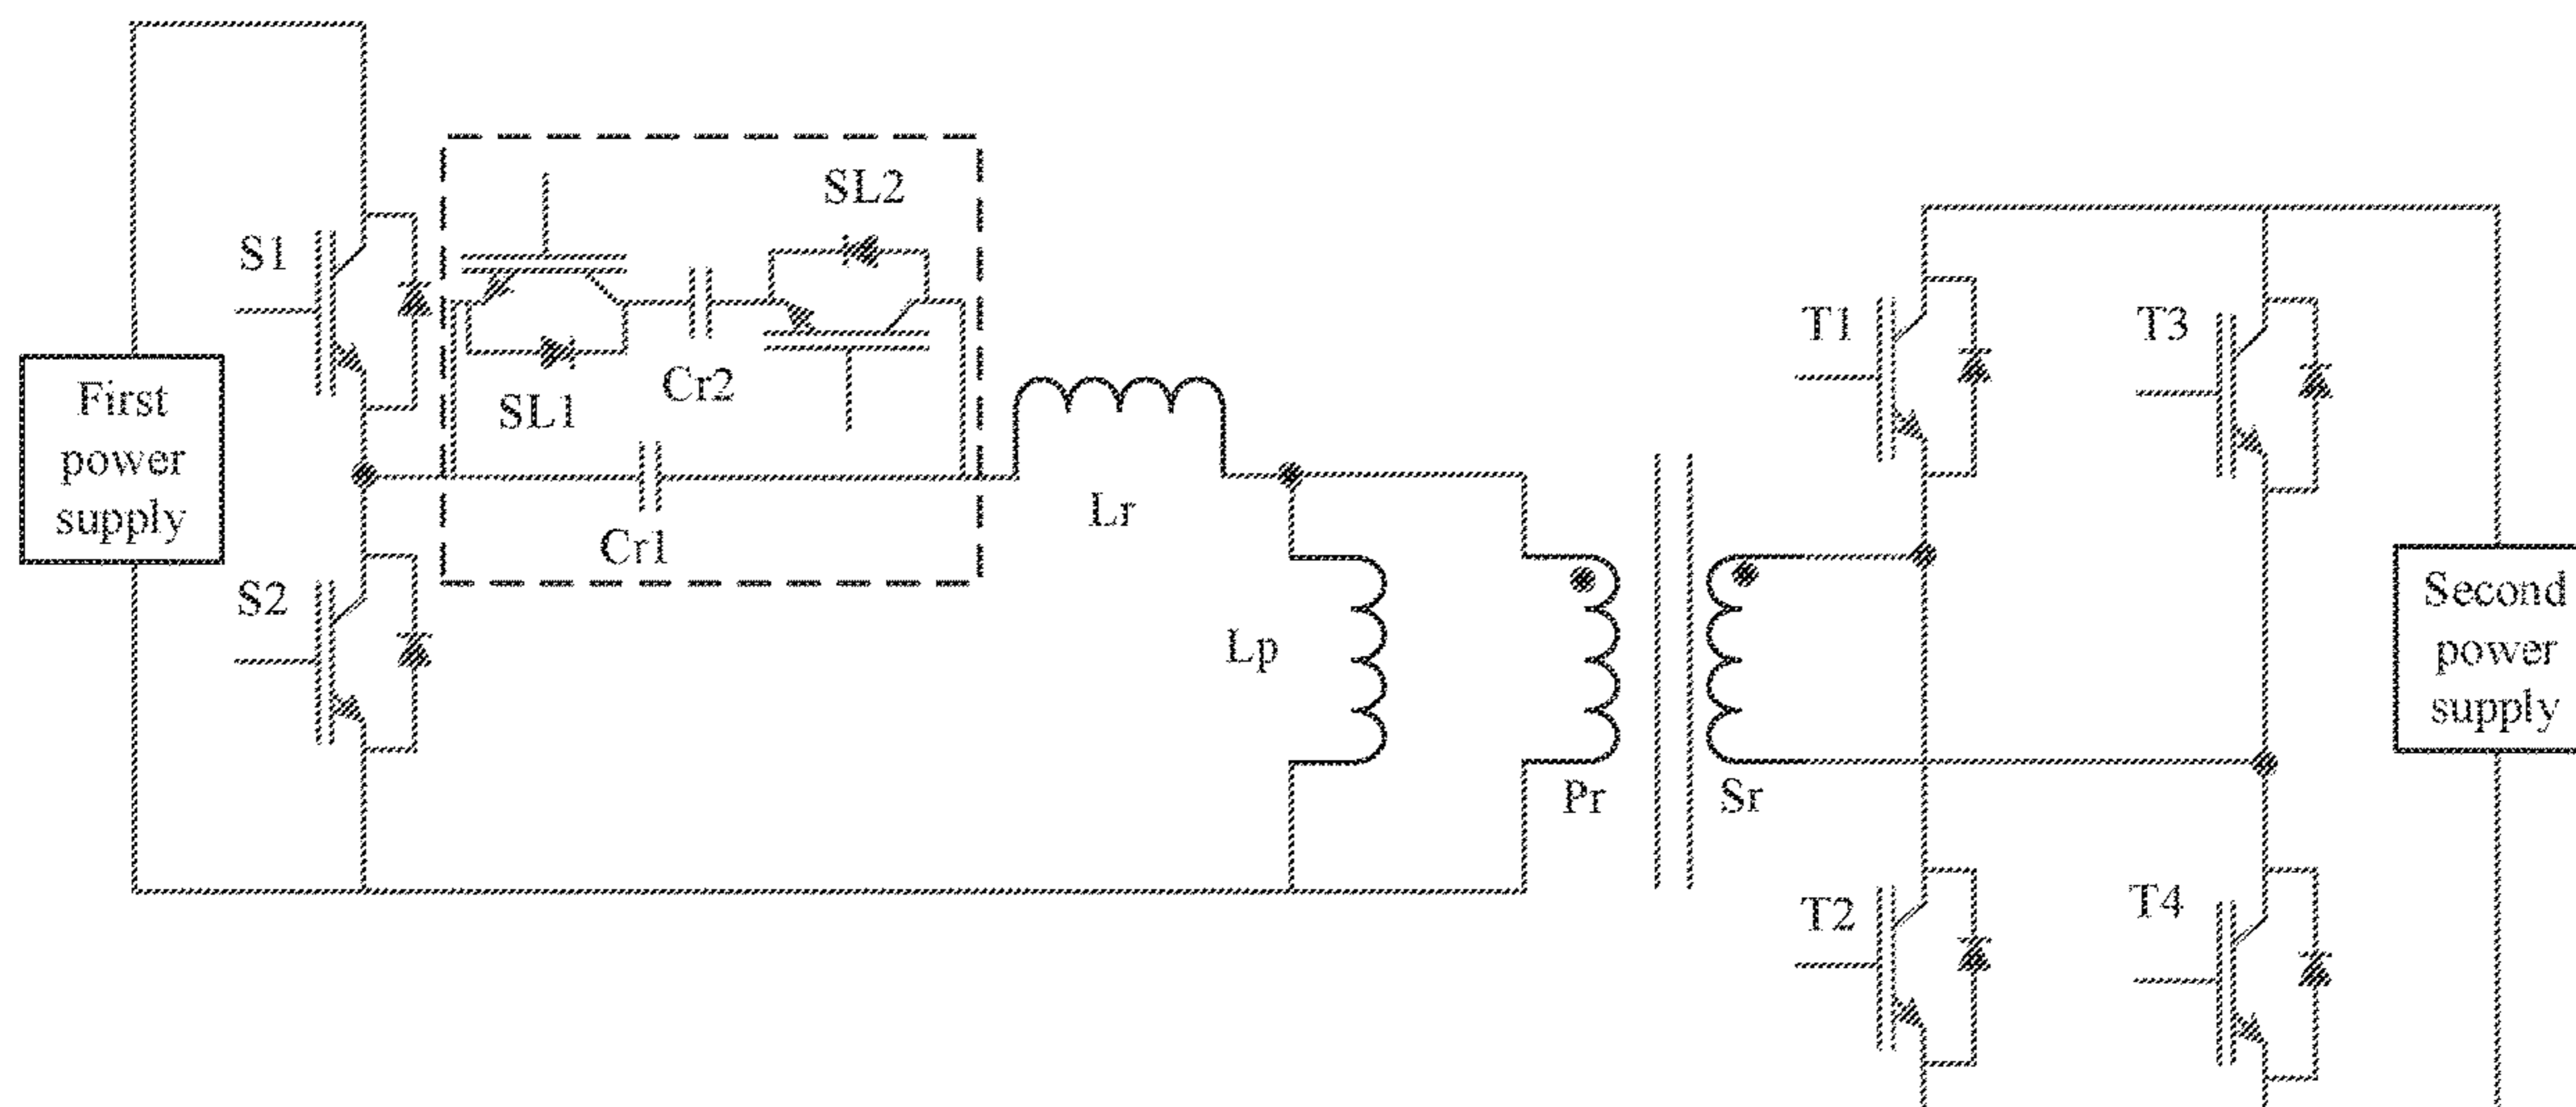 SL2
S1
Cr2
SL1
First
power
supply
Cr1
Lr
S2
Lp
Pr
Sr
T1
T3
T2
T4
Second
power
supply